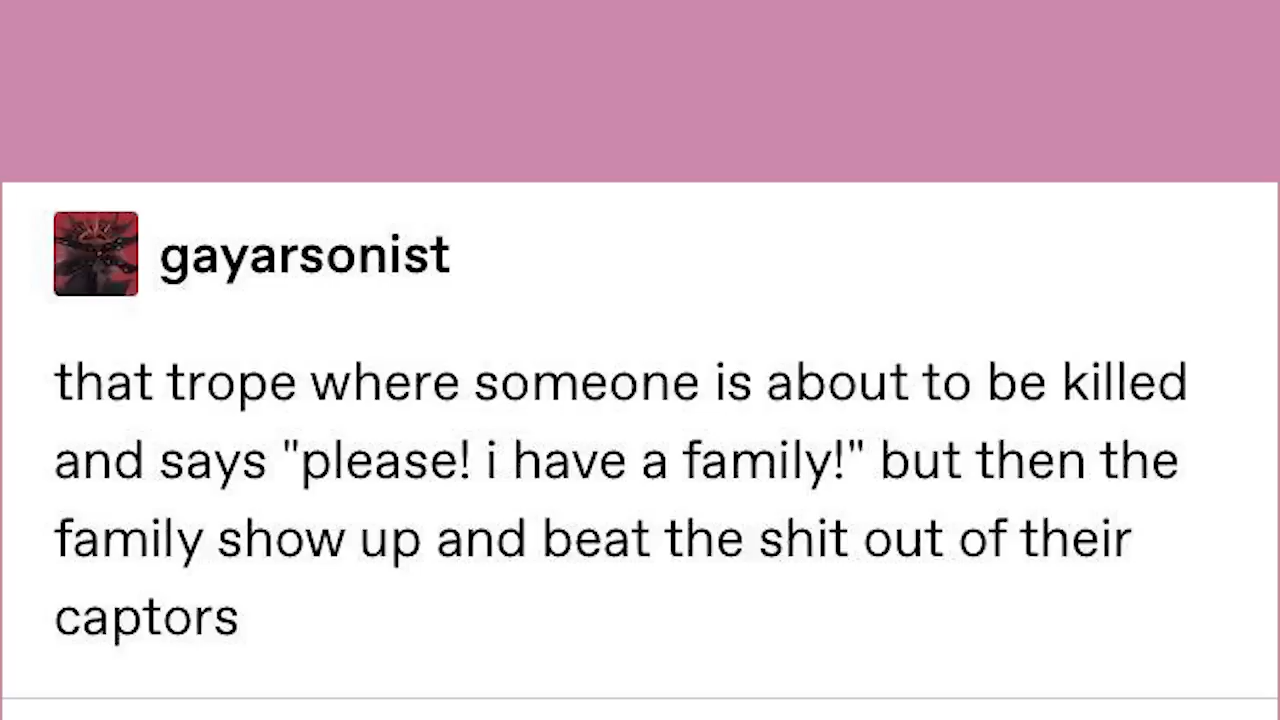 gayarsonist
that trope where someone is about to be killed
and says "please! i have a family!" but then the
family show up and beat the shit out of their
captors